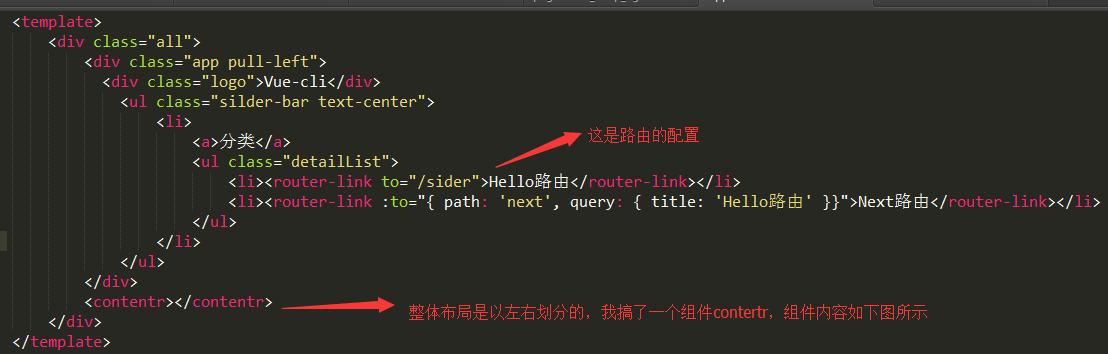 <template>
<div class="all">
<div class="app pull-left">
<div class="logo">Vue-cli</div>
<ul class="silder-bar text-center">
<li>
<a>分类</a>
这是路由的配置
<ul class="detailList">
<li><router-link to="/sider">Hello路由</router-link></li>
<li><router-link :to="{ path: 'next', query: { title: 'Hello路由' }}">Next路由</router-link></li>
</ul>
</li>
</ul>
</div>
<contentr></contentr>
整体布局是以左右划分的，我搞了一个组件contertr，组件内容如下图所示
</div>
</template>